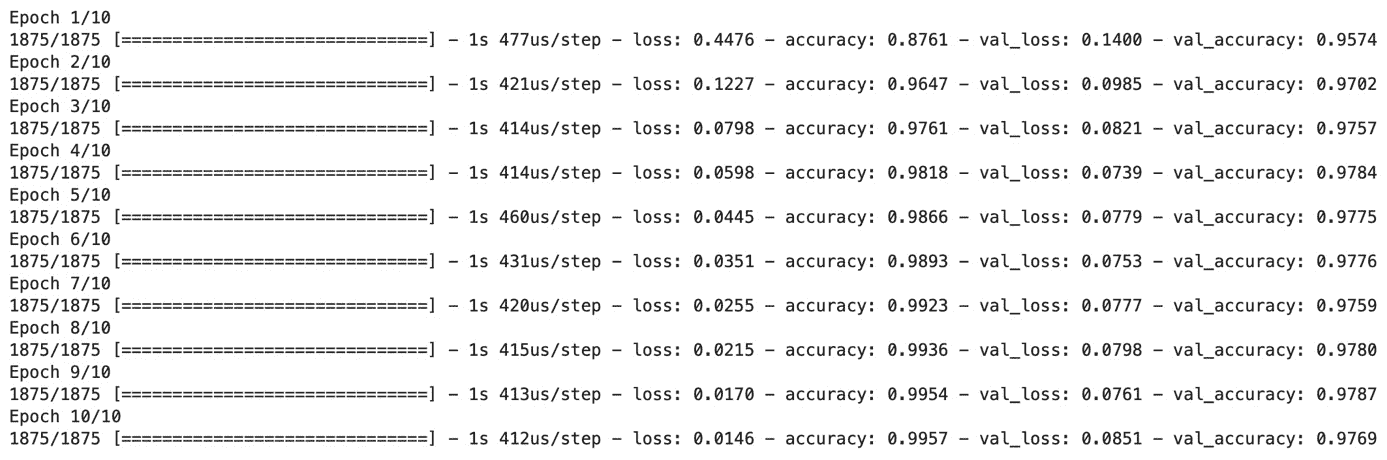 Epoch 1/10
1875/1875 [==============================] - 1s 477us/step - loss: 0.4476 - accuracy: 0.8761 - val_loss: 0.1400 - val_accuracy: 0.9574
Epoch 2/10
1875/1875 [==============================] - 1s 421us/step - loss: 0.1227 - accuracy: 0.9647 - val_loss: 0.0985 - val_accuracy: 0.9702
Epoch 3/10
1875/1875 [==============================] - 1s 414us/step - loss: 0.0798 - accuracy: 0.9761 - val_loss: 0.0821 - val_accuracy: 0.9757
Epoch 4/10
1875/1875 [==============================] - 1s 414us/step - loss: 0.0598 - accuracy: 0.9818 - val_loss: 0.0739 - val_accuracy: 0.9784
Epoch 5/10
1875/1875 [==============================] - 1s 460us/step - loss: 0.0445 - accuracy: 0.9866 - val_loss: 0.0779 - val_accuracy: 0.9775
Epoch 6/10
1875/1875 [==============================] - 1s 431us/step - loss: 0.0351 - accuracy: 0.9893 - val_loss: 0.0753 - val_accuracy: 0.9776
Epoch 7/10
1875/1875 [==============================] - 1s 420us/step - loss: 0.0255 - accuracy: 0.9923 - val_loss: 0.0777 - val_accuracy: 0.9759
Epoch 8/10
1875/1875 [==============================] - 1s 415us/step - loss: 0.0215 - accuracy: 0.9936 - val_loss: 0.0798 - val_accuracy: 0.9780
Epoch 9/10
1875/1875 [==============================] - 1s 413us/step - loss: 0.0170 - accuracy: 0.9954 - val_loss: 0.0761 - val_accuracy: 0.9787
Epoch 10/10
1875/1875 [==============================] - 1s 412us/step - loss: 0.0146 - accuracy: 0.9957 - val_loss: 0.0851 - val_accuracy: 0.9769